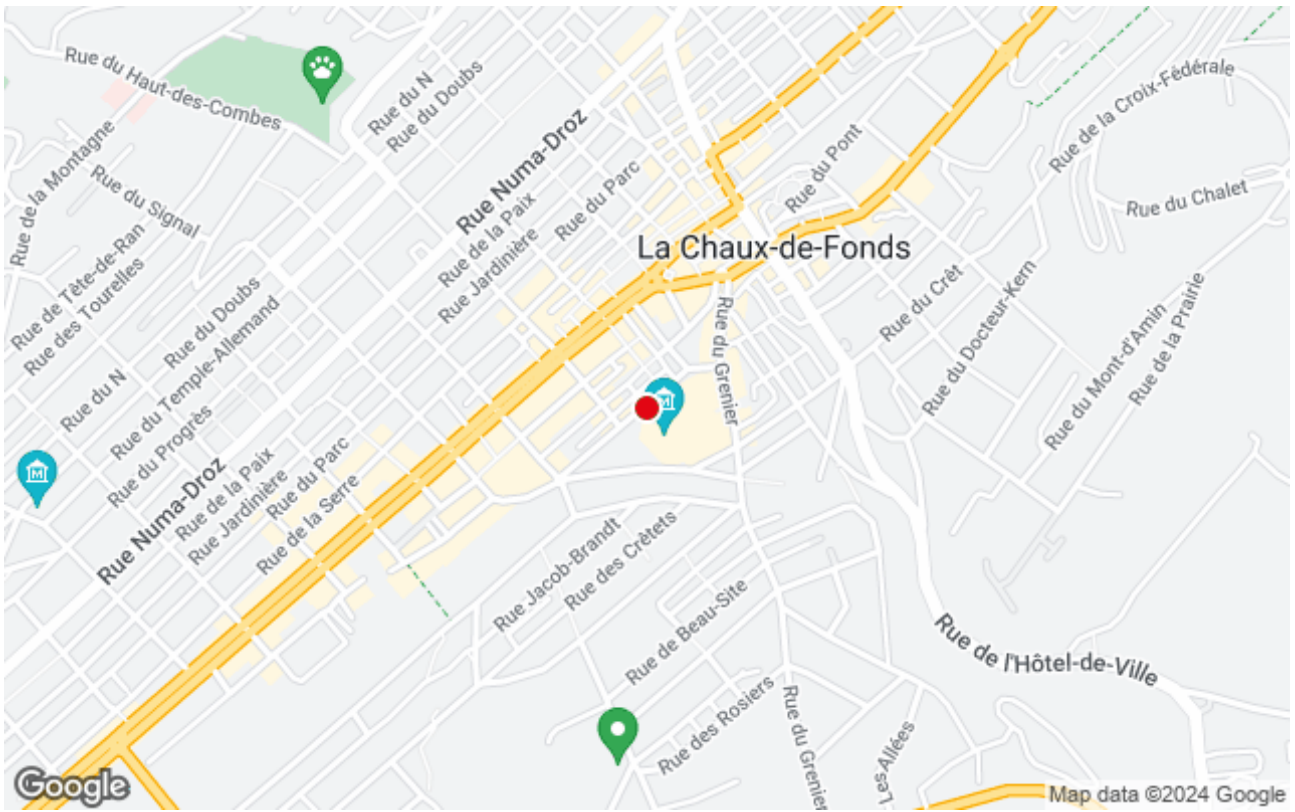 Rue du Haut-des-Combes
Rue du N
Rue du Doubs
Rue de la Croix-Fédérale
Rue de la Montagne
Rue Numa-Droz
Rue du Parc
Rue du Pont
Rue du Signal
Rue de la Paix
Rue du Chalet
Rue Jardinière
La Chaux-de-Fonds
Rue de Tête-de-Ran
Rue des Tourelles
Rue du Doubs
Rue du Temple-Allemand
Rue du Crêt
Rue du Docteur-Kern
Rue du Mont-d'Amin
Rue de la Prairie
Rue du Grenier
Rue du N
Rue du Progrès
M
M
Rue Numa-Droz
Rue de la Paix
Rue Jardinière
Rue du Parc
Rue de la Serre
Rue Jacob-Brandt
Rue des Crêtets
Rue de Beau-Site
Rue de l'Hôtel-de-Ville
Rue des Rosiers
Rue du Grenier
Les-Allées
Google
Map data ©2024 Google